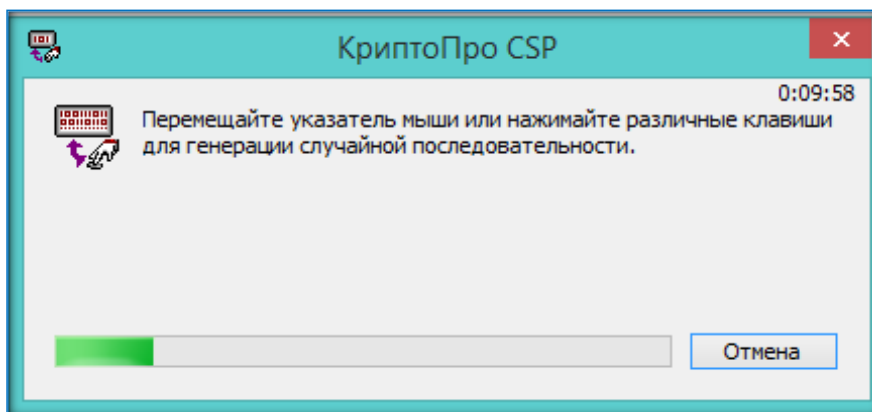 КриптоПро CSP
0:09:58
Перемещайте указатель мыши или нажимайте различные клавиши
для генерации случайной последовательности.
Отмена